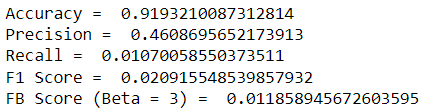 Accuracy =  0.9193210087312814
Precision =  0.4608695652173913
Recall =  0.01070058550373511
F1 Score =  0.020915548539857932
FB Score (Beta = 3) =  0.011858945672603595